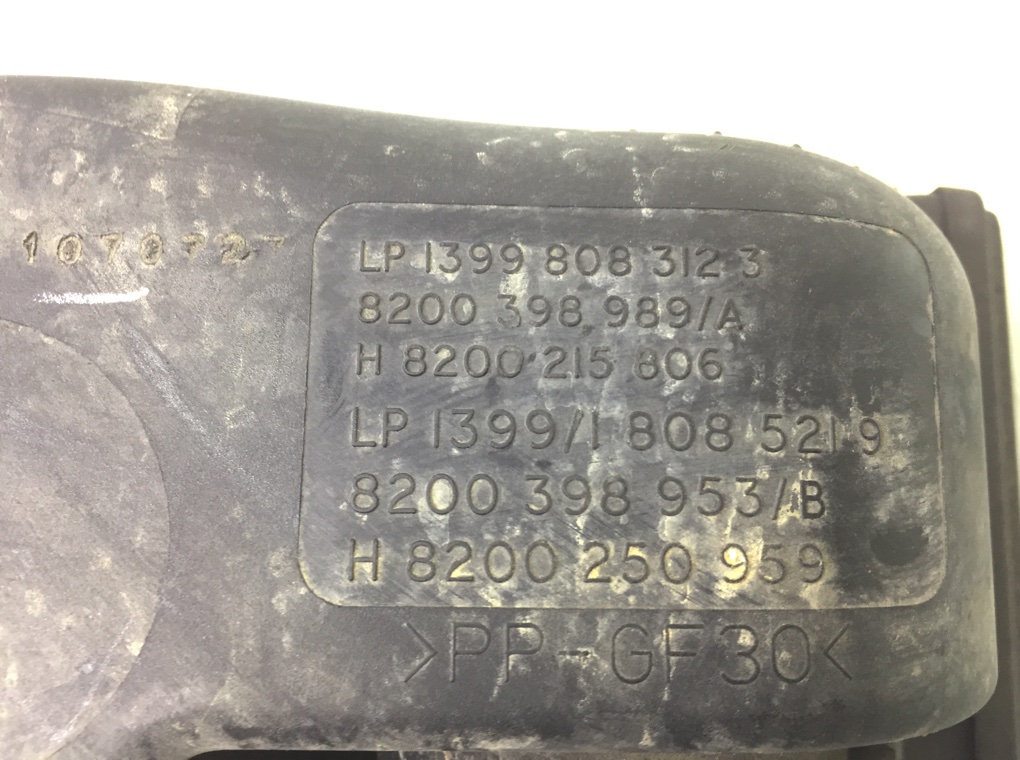 1070727
LP 1399 808 312 3
8200 398 989/A
H 8200 215 806
LP 1399/1 808 521 9
8200 398 953/B
H 8200 250 959
>PP-GF30<